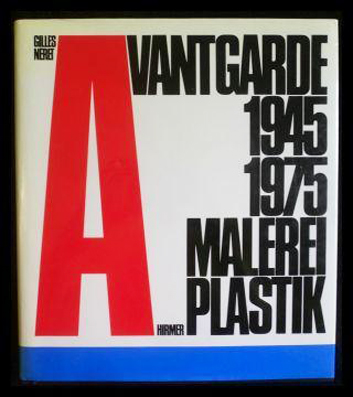 GILLES
NERET
AVANTGARDE
1945
1975
MALEREI
PLASTIK
HIRMER